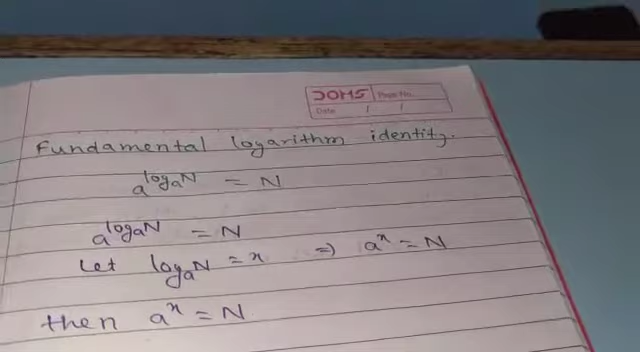 DOMS Page No.
Date / /
Fundamental logarithm identity.
a^{log_a N} = N
a^{log_a N} = N
Let log_a N = x ⇒ a^x = N
then a^x = N